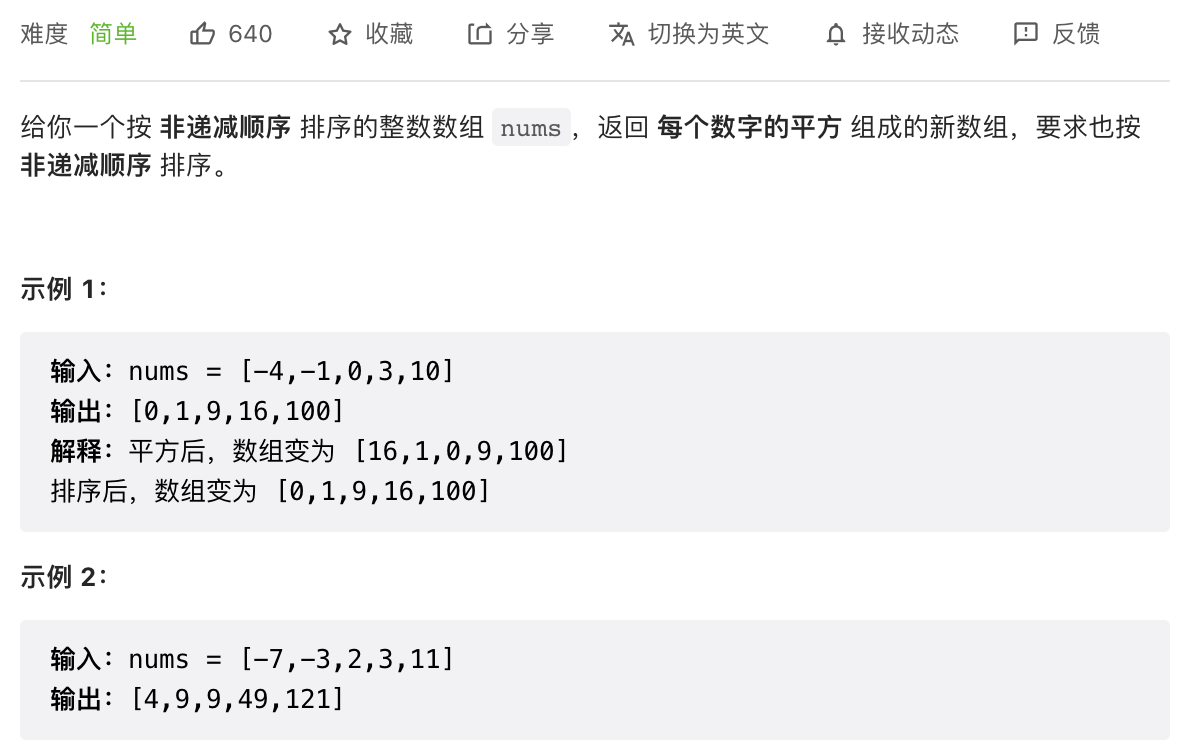 难度 简单 640 收藏 分享 切换为英文 接收动态 反馈
给你一个按 非递减顺序 排序的整数数组 nums，返回 每个数字的平方 组成的新数组，要求也按
非递减顺序 排序。
示例 1：
输入：nums = [-4,-1,0,3,10]
输出：[0,1,9,16,100]
解释：平方后，数组变为 [16,1,0,9,100]
排序后，数组变为 [0,1,9,16,100]
示例 2：
输入：nums = [-7,-3,2,3,11]
输出：[4,9,9,49,121]